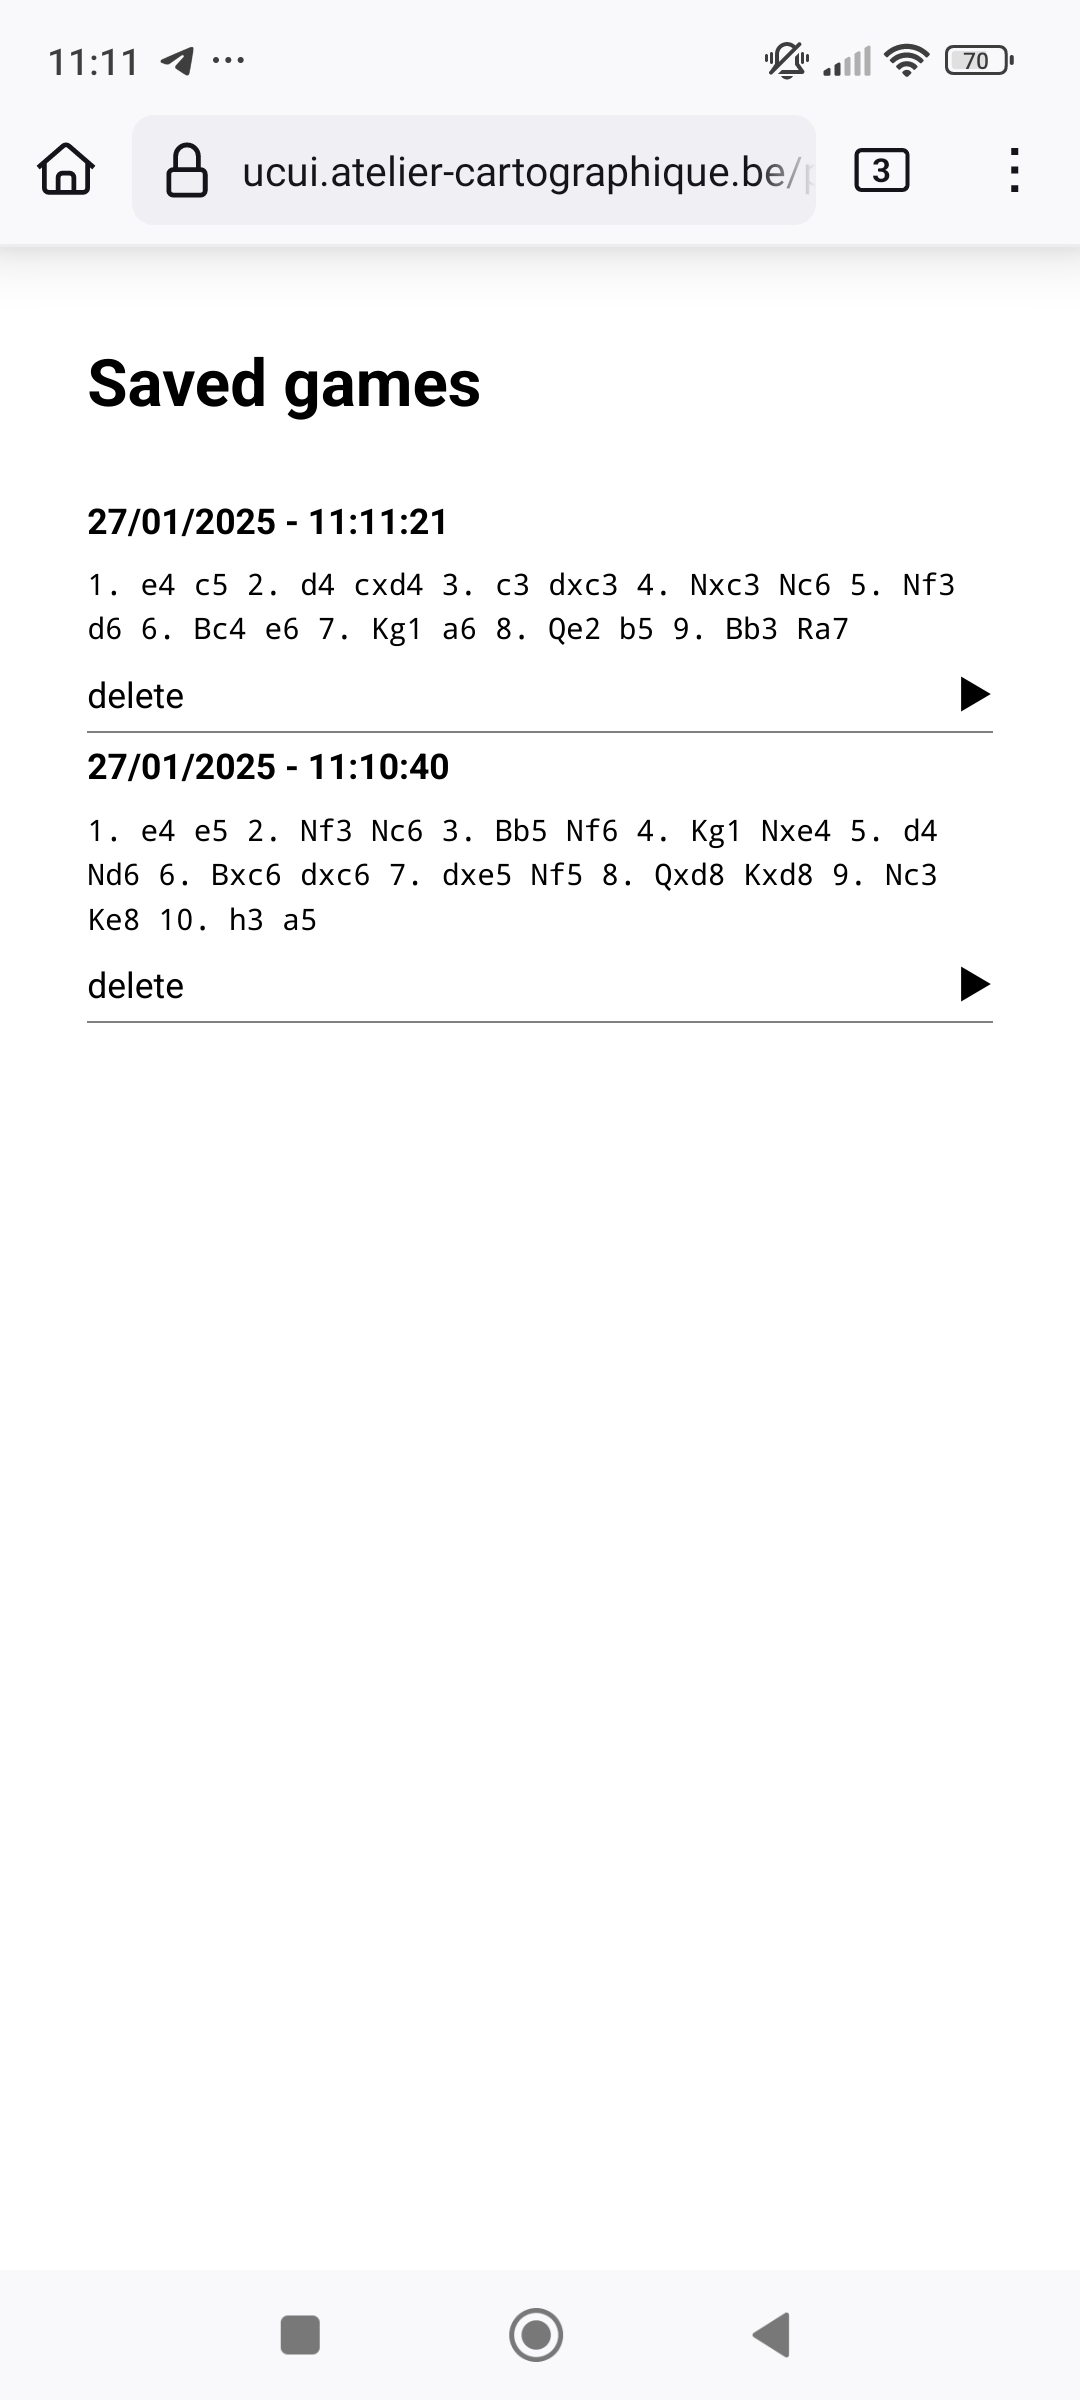 11:11 ...
70
ucui.atelier-cartographique.be/
3
Saved games
27/01/2025 - 11:11:21
1. e4 c5 2. d4 cxd4 3. c3 dxc3 4. Nxc3 Nc6 5. Nf3
d6 6. Bc4 e6 7. Kg1 a6 8. Qe2 b5 9. Bb3 Ra7
delete
27/01/2025 - 11:10:40
1. e4 e5 2. Nf3 Nc6 3. Bb5 Nf6 4. Kg1 Nxe4 5. d4
Nd6 6. Bxc6 dxc6 7. dxe5 Nf5 8. Qxd8 Kxd8 9. Nc3
Ke8 10. h3 a5
delete